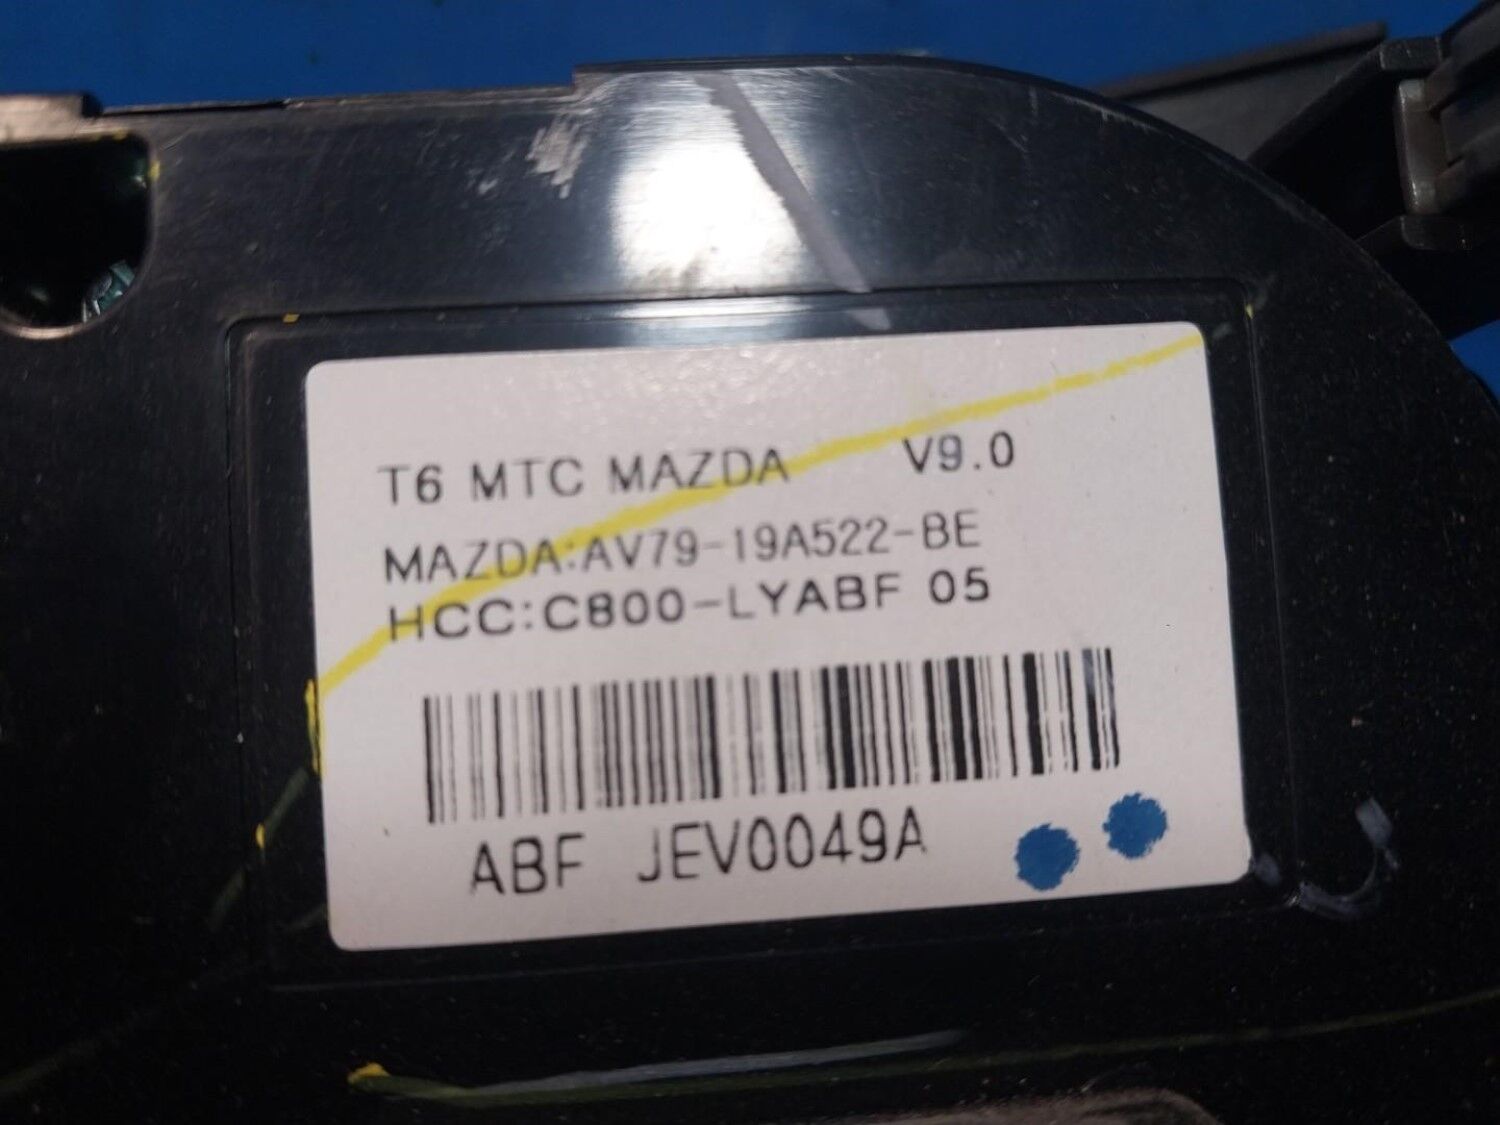 T6 MTC MAZDA V9.0
MAZDA:AV79-19A522-BE
HCC:C800-LYABF 05
ABF JEV0049A